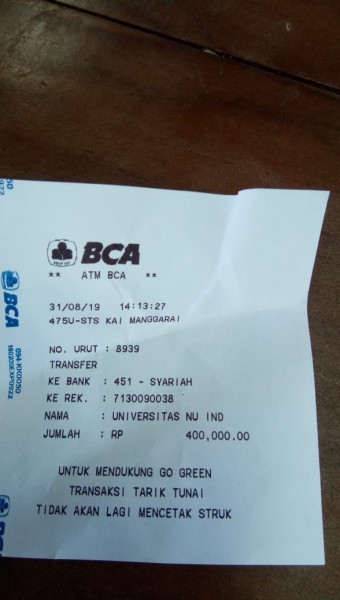 BCA
** ATM BCA **
31/08/19 14:13:27
475U-STS KAI MANGGARAI
NO. URUT : 8939
TRANSFER
KE BANK : 451 - SYARIAH
KE REK. : 7130090038
NAMA : UNIVERSITAS NU IND
JUMLAH : RP 400,000.00
UNTUK MENDUKUNG GO GREEN
TRANSAKSI TARIK TUNAI
TIDAK AKAN LAGI MENCETAK STRUK
BCA